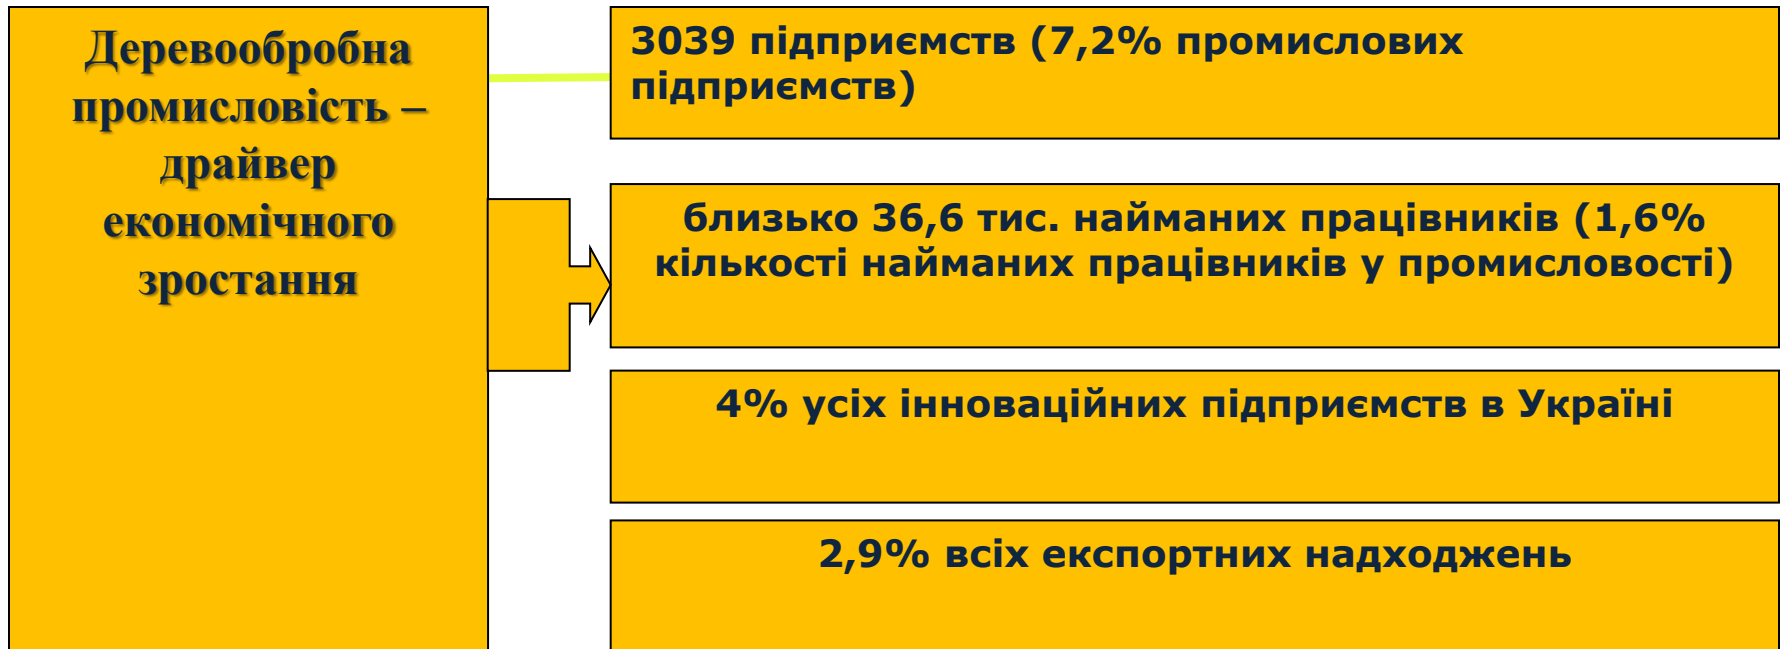 Деревообробна
промисловість –
драйвер
економічного
зростання
3039 підприємств (7,2% промислових
підприємств)
близько 36,6 тис. найманих працівників (1,6%
кількості найманих працівників у промисловості)
4% усіх інноваційних підприємств в Україні
2,9% всіх експортних надходжень